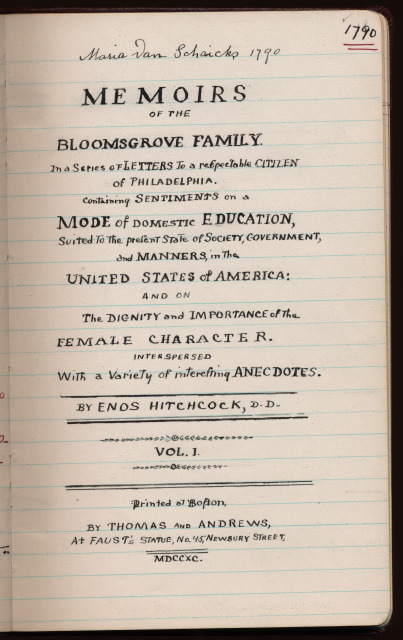 1790
Maria Van Schaicks 1790
MEMOIRS
OF THE
BLOOMSGROVE FAMILY.
In a Series of LETTERS To a reſpectable CITIZEN
of PHILADELPHIA.
Containing SENTIMENTS on a
MODE of DOMESTIC EDUCATION,
Suited To The preſent State of SOCIETY, GOVERNMENT,
and MANNERS, in The
UNITED STATES of AMERICA:
AND ON
The DIGNITY and IMPORTANCE of the
FEMALE CHARACTER.
INTERSPERSED
With a Variety of intereſting ANECDOTES.
BY ENOS HITCHCOCK, D.D.
VOL. I.
Printed at Boſton,
BY THOMAS AND ANDREWS,
At FAUST'S STATUE, No. 45, NEWBURY STREET,
MDCCXC.